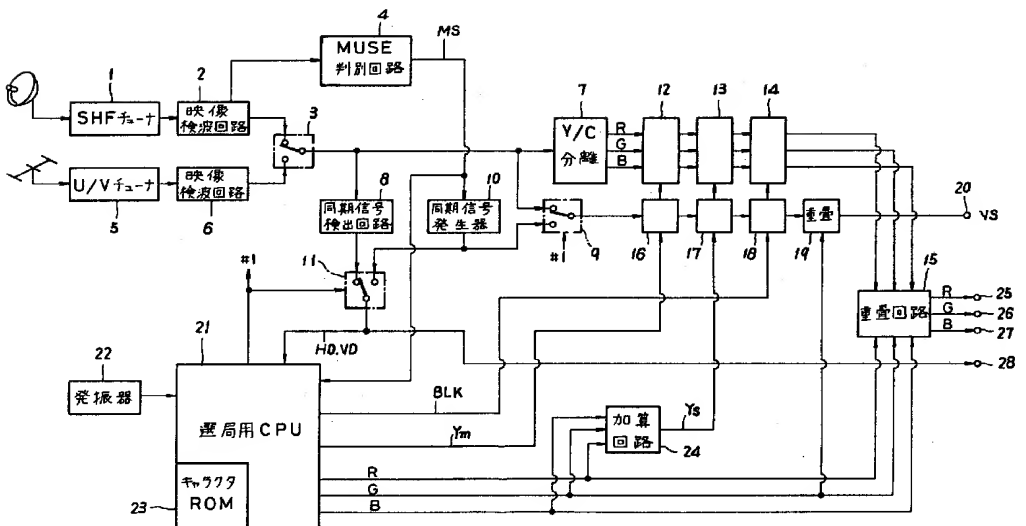 4
MUSE
判別回路
MS
1
SHFチューナ
2
映像
検波回路
3
7
Y/C
分離
R
G
B
12
13
14
5
U/Vチューナ
6
映像
検波回路
8
同期信号
検出回路
10
同期信号
発生器
9
#1
16
17
18
重畳
19
20
VS
11
#1
15
重畳回路
R
G
B
25
26
27
28
21
HD.VD
22
発振器
選局用CPU
BLK
Ym
加算
回路
24
Ys
キャラクタ
ROM
23
R
G
B